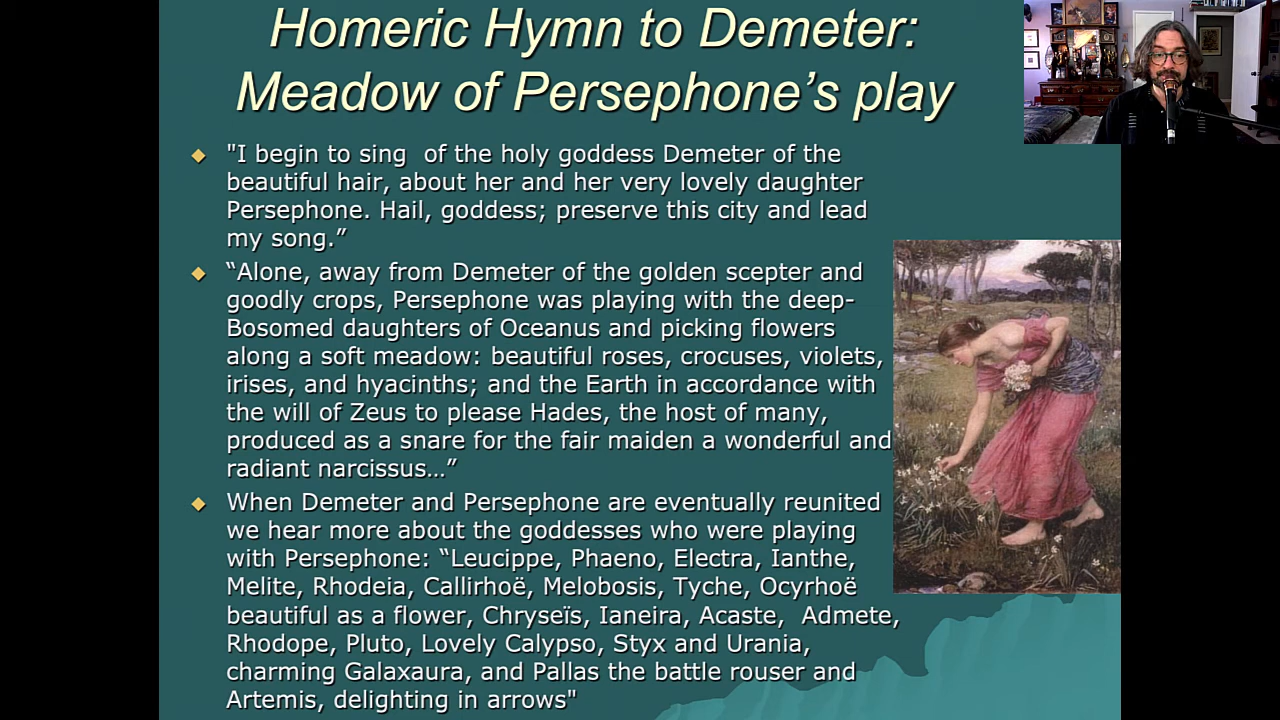 Homeric Hymn to Demeter:
Meadow of Persephone’s play
"I begin to sing  of the holy goddess Demeter of the
beautiful hair, about her and her very lovely daughter
Persephone. Hail, goddess; preserve this city and lead
my song.”
“Alone, away from Demeter of the golden scepter and
goodly crops, Persephone was playing with the deep-
Bosomed daughters of Oceanus and picking flowers
along a soft meadow: beautiful roses, crocuses, violets,
irises, and hyacinths; and the Earth in accordance with
the will of Zeus to please Hades, the host of many,
produced as a snare for the fair maiden a wonderful and
radiant narcissus…”
When Demeter and Persephone are eventually reunited
we hear more about the goddesses who were playing
with Persephone: “Leucippe, Phaeno, Electra, Ianthe,
Melite, Rhodeia, Callirhoë, Melobosis, Tyche, Ocyrhoë
beautiful as a flower, Chryseïs, Ianeira, Acaste,  Admete,
Rhodope, Pluto, Lovely Calypso, Styx and Urania,
charming Galaxaura, and Pallas the battle rouser and
Artemis, delighting in arrows"